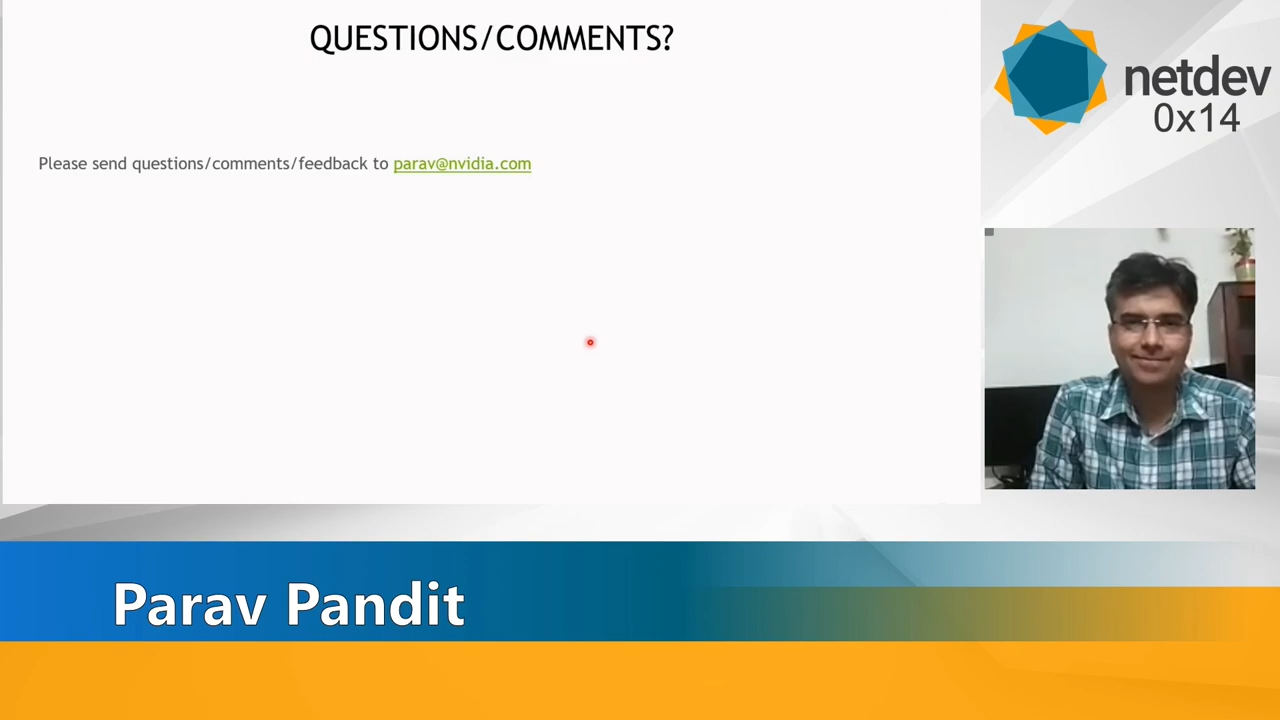 QUESTIONS/COMMENTS?
Please send questions/comments/feedback to parav@nvidia.com
netdev
0x14
Parav Pandit